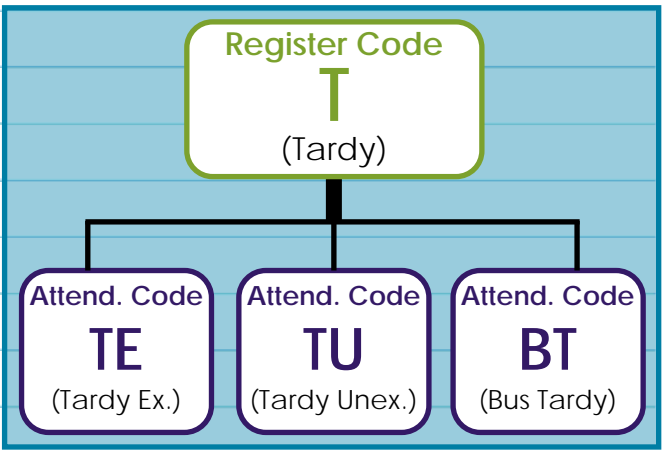 Register Code
T
(Tardy)
Attend. Code
TE
(Tardy Ex.)
Attend. Code
TU
(Tardy Unex.)
Attend. Code
BT
(Bus Tardy)